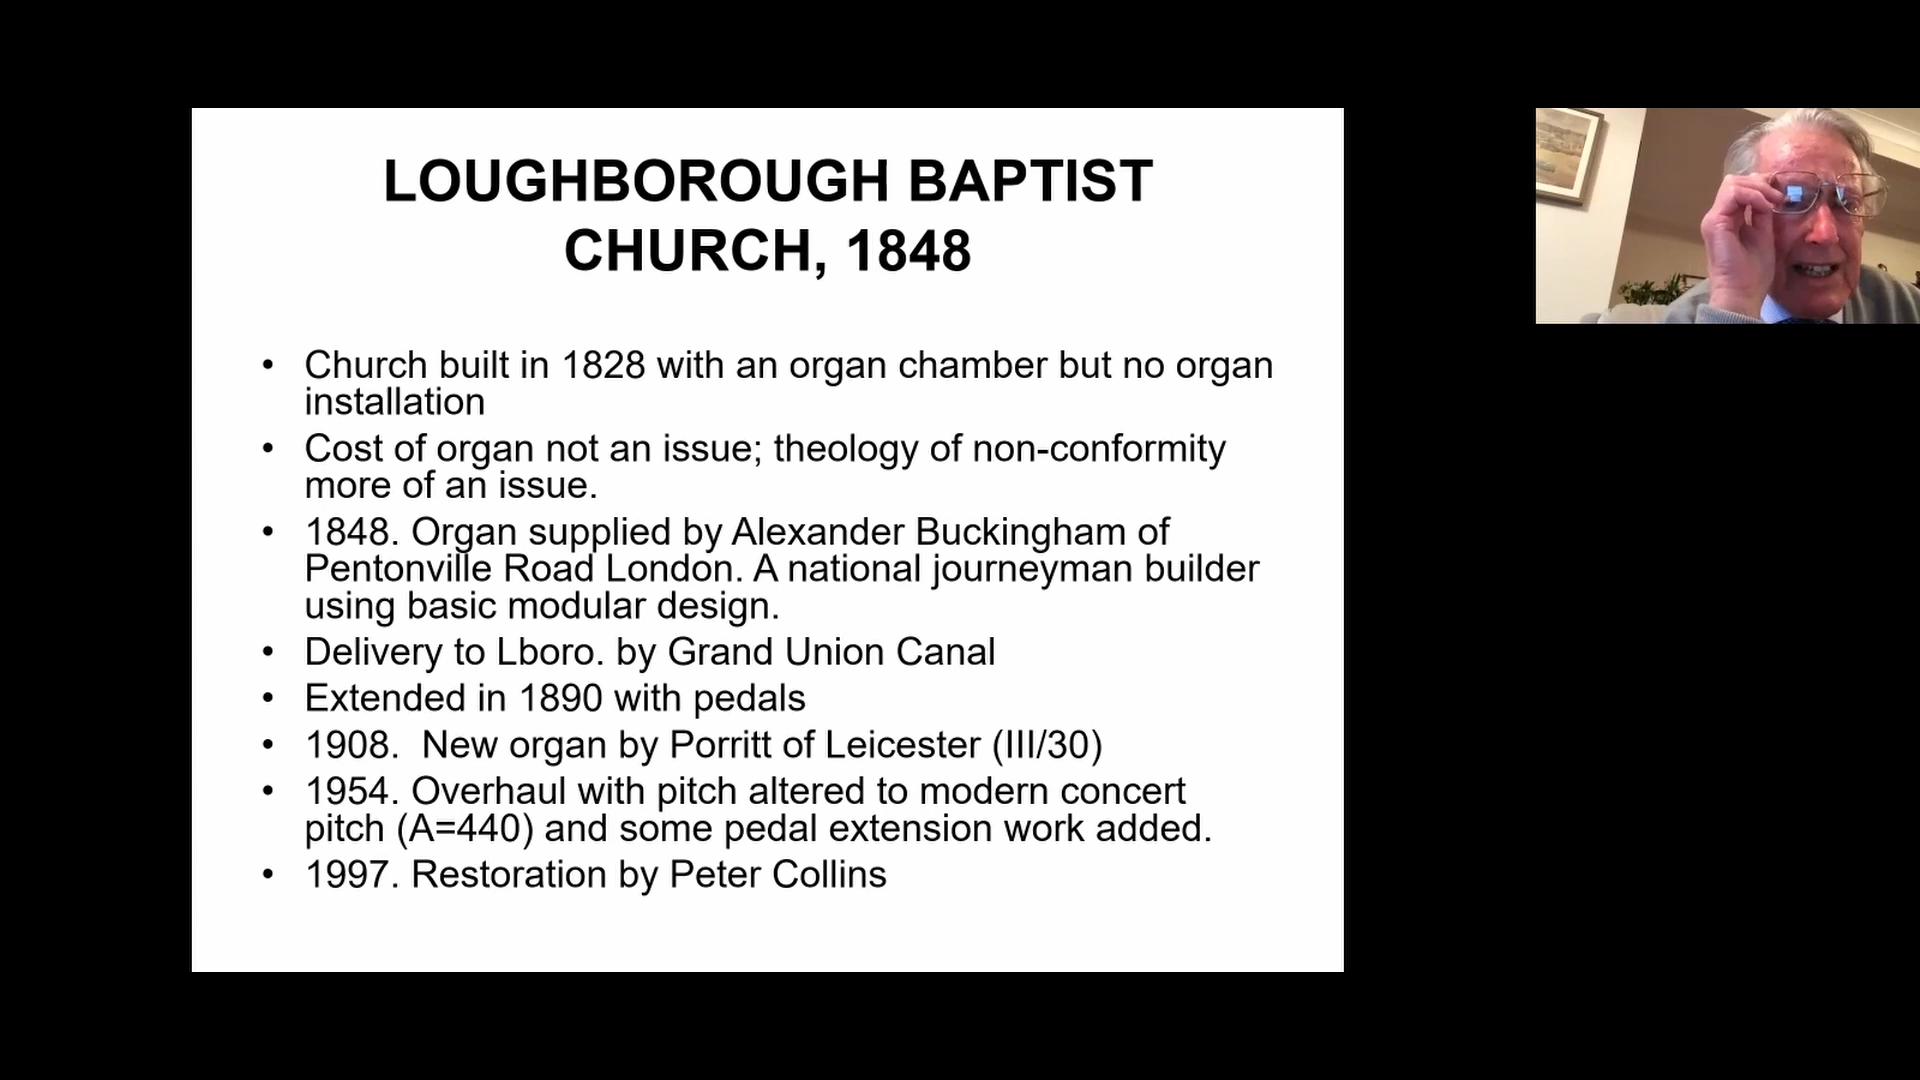 LOUGHBOROUGH BAPTIST
CHURCH, 1848
• Church built in 1828 with an organ chamber but no organ
installation
• Cost of organ not an issue; theology of non-conformity
more of an issue.
• 1848. Organ supplied by Alexander Buckingham of
Pentonville Road London. A national journeyman builder
using basic modular design.
• Delivery to Lboro. by Grand Union Canal
• Extended in 1890 with pedals
• 1908.  New organ by Porritt of Leicester (III/30)
• 1954. Overhaul with pitch altered to modern concert
pitch (A=440) and some pedal extension work added.
• 1997. Restoration by Peter Collins